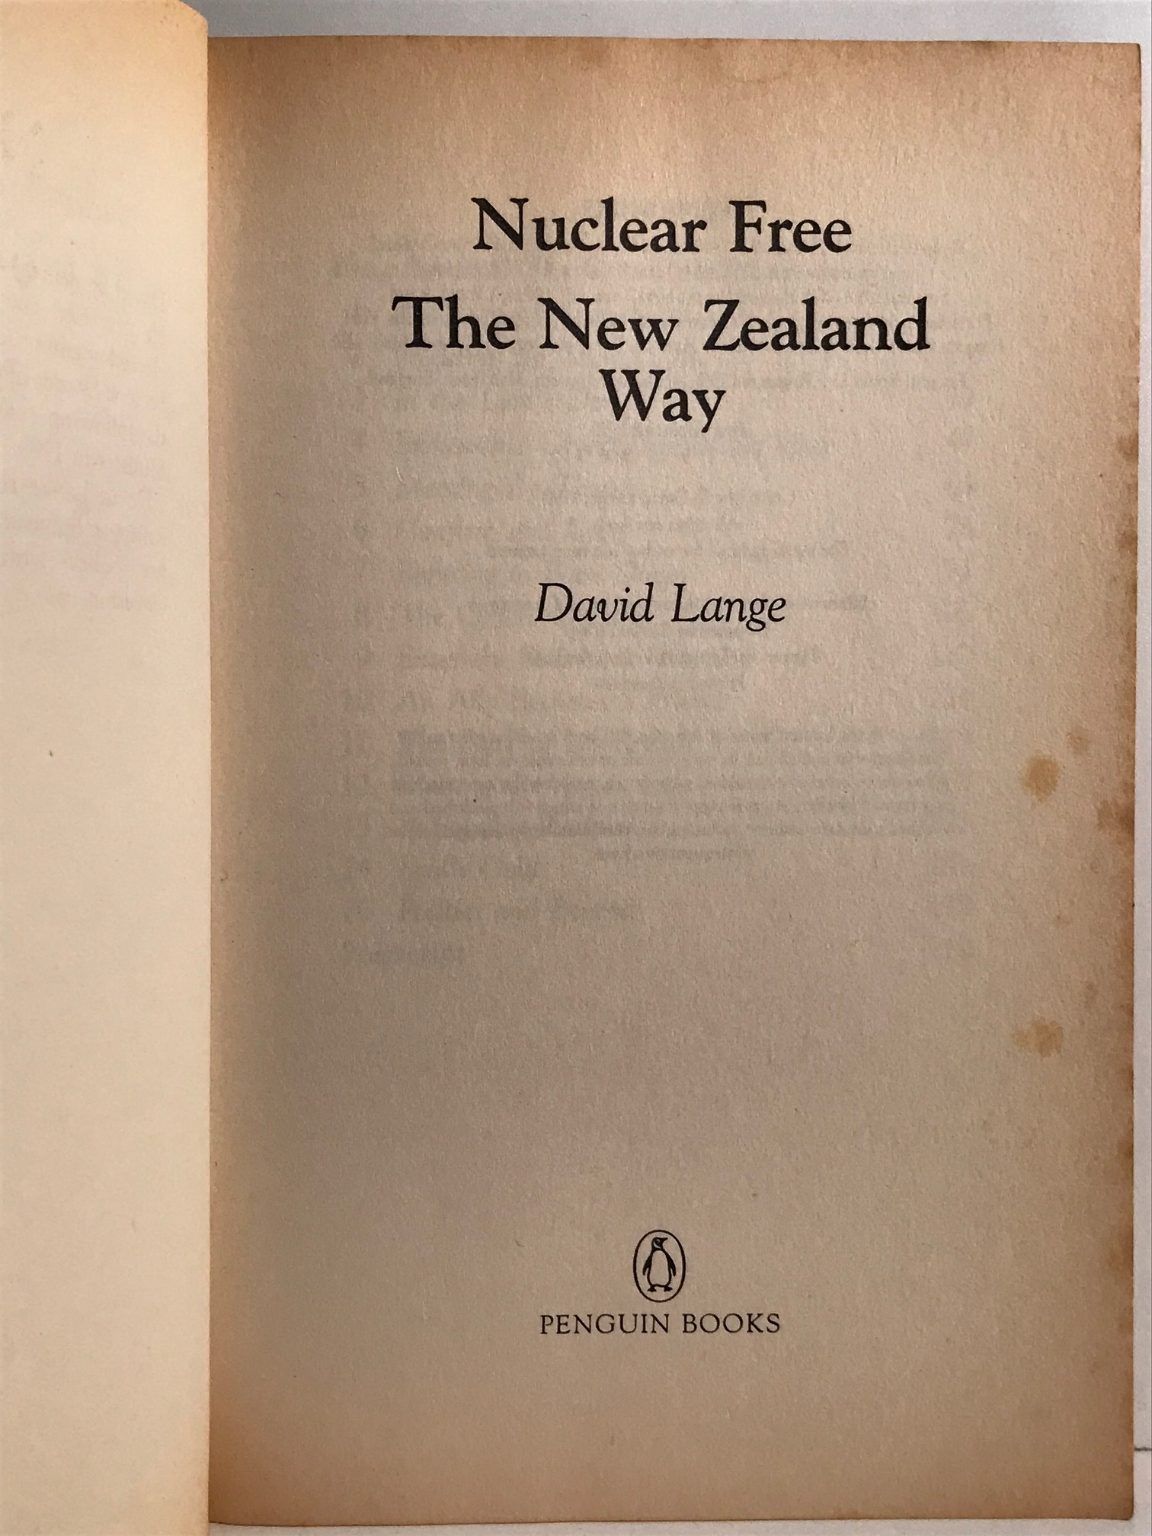 Nuclear Free
The New Zealand
Way
David Lange
PENGUIN BOOKS